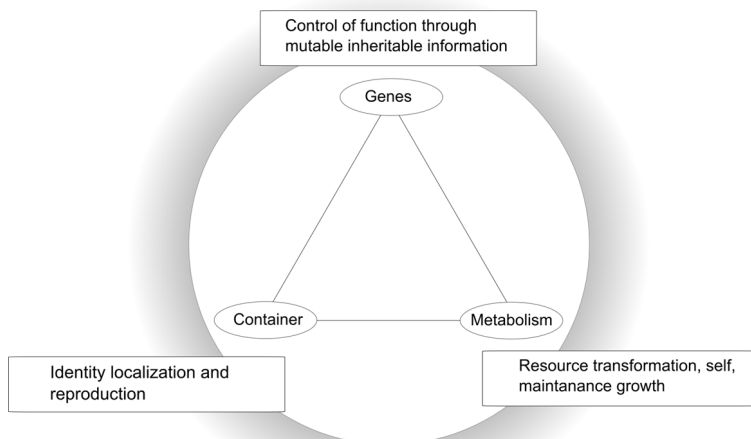 Control of function through
mutable inheritable information
Genes
Container
Metabolism
Identity localization and
reproduction
Resource transformation, self,
maintanance growth